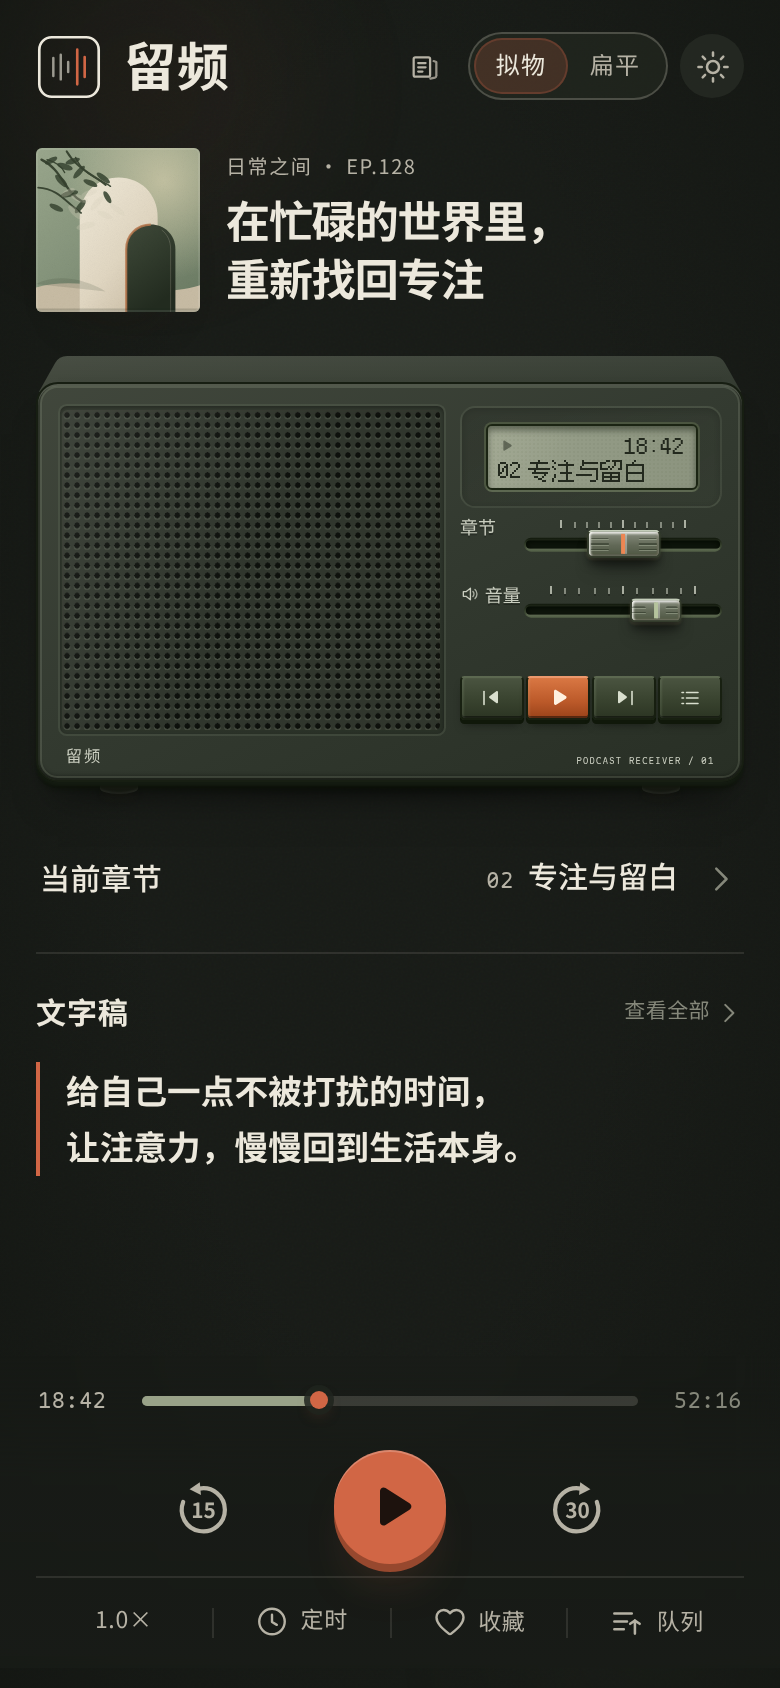 留频
拟物
扁平
日常之间 · EP.128
在忙碌的世界里，
重新找回专注
18:42
02 专注与留白
章节
音量
留频
PODCAST RECEIVER / 01
当前章节
02 专注与留白
文字稿
查看全部
给自己一点不被打扰的时间，
让注意力，慢慢回到生活本身。
18:42
52:16
15
30
1.0×
定时
收藏
队列